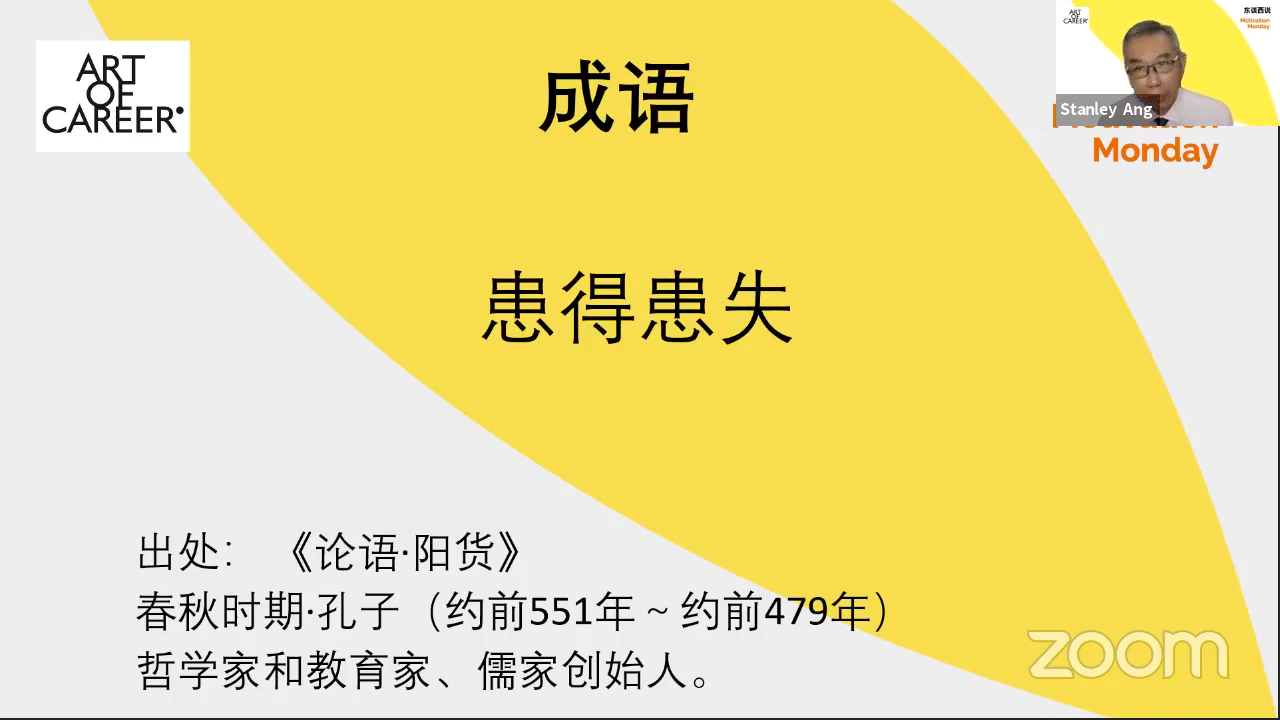 ART
OF
CAREER
成语
患得患失
出处： 《论语·阳货》
春秋时期·孔子（约前551年～约前479年）
哲学家和教育家、儒家创始人。
ART
OF
CAREER
东谈西说
Motivation
Monday
Stanley Ang
Motivation
Monday
zoom